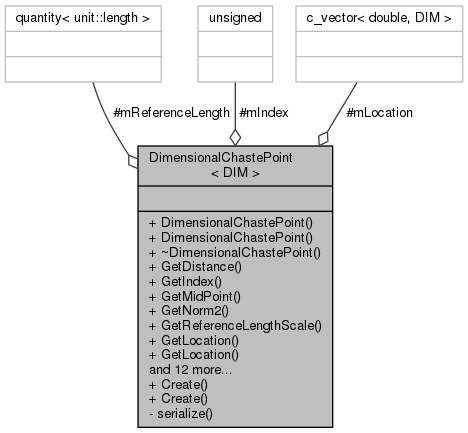 quantity< unit::length >
unsigned
c_vector< double, DIM >
#mReferenceLength
#mIndex
#mLocation
DimensionalChastePoint
< DIM >
+ DimensionalChastePoint()
+ DimensionalChastePoint()
+ ~DimensionalChastePoint()
+ GetDistance()
+ GetIndex()
+ GetMidPoint()
+ GetNorm2()
+ GetReferenceLengthScale()
+ GetLocation()
+ GetLocation()
and 12 more...
+ Create()
+ Create()
- serialize()